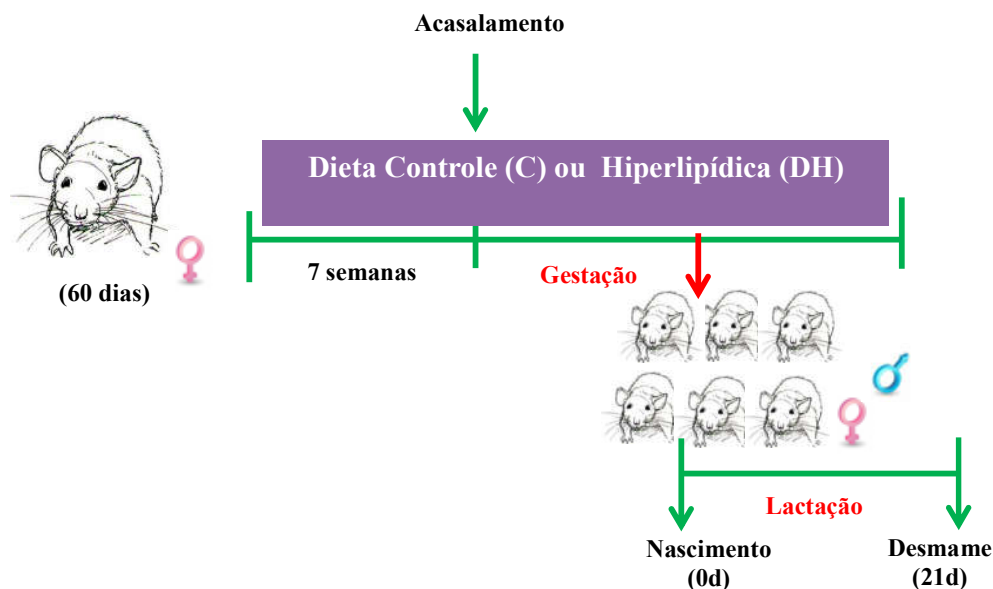 Acasalamento
Dieta Controle (C) ou Hiperlipídica (DH)
7 semanas
Gestação
(60 dias)
Lactação
Nascimento
(0d)
Desmame
(21d)